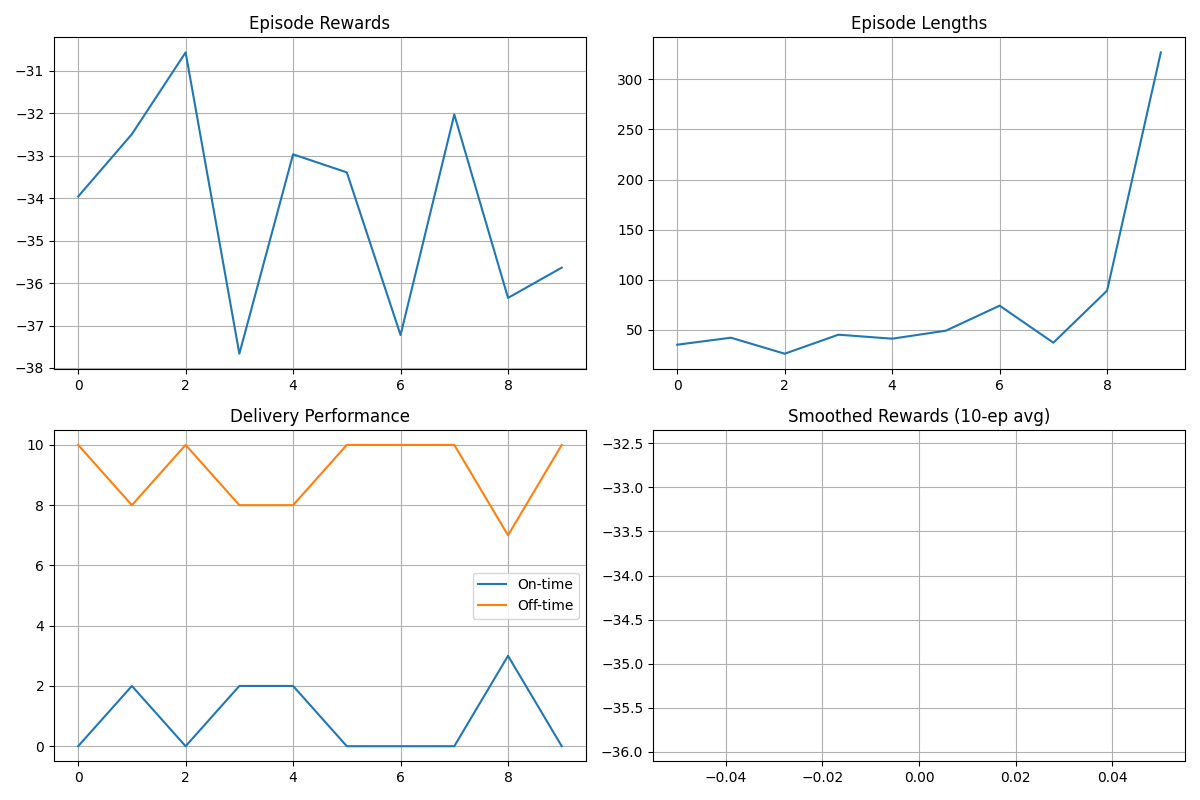 Episode Rewards
−31
−32
−33
−34
−35
−36
−37
−38
0 2 4 6 8
Episode Lengths
300
250
200
150
100
50
0 2 4 6 8
Delivery Performance
10
8
6
4
2
0
On-time
Off-time
0 2 4 6 8
Smoothed Rewards (10-ep avg)
−32.5
−33.0
−33.5
−34.0
−34.5
−35.0
−35.5
−36.0
−0.04 −0.02 0.00 0.02 0.04